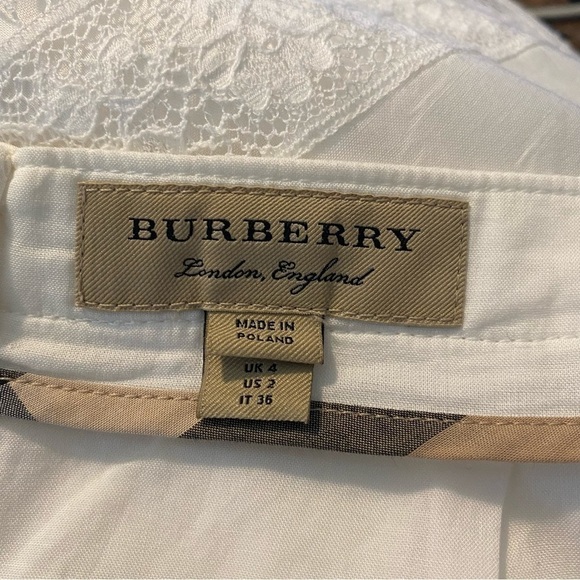 BURBERRY
London, England
MADE IN
POLAND
UK 4
US 2
IT 36